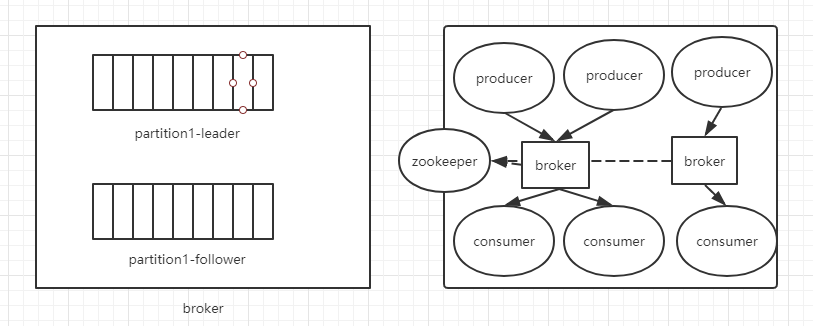 partition1-leader
partition1-follower
broker
producer
producer
producer
zookeeper
broker
broker
consumer
consumer
consumer